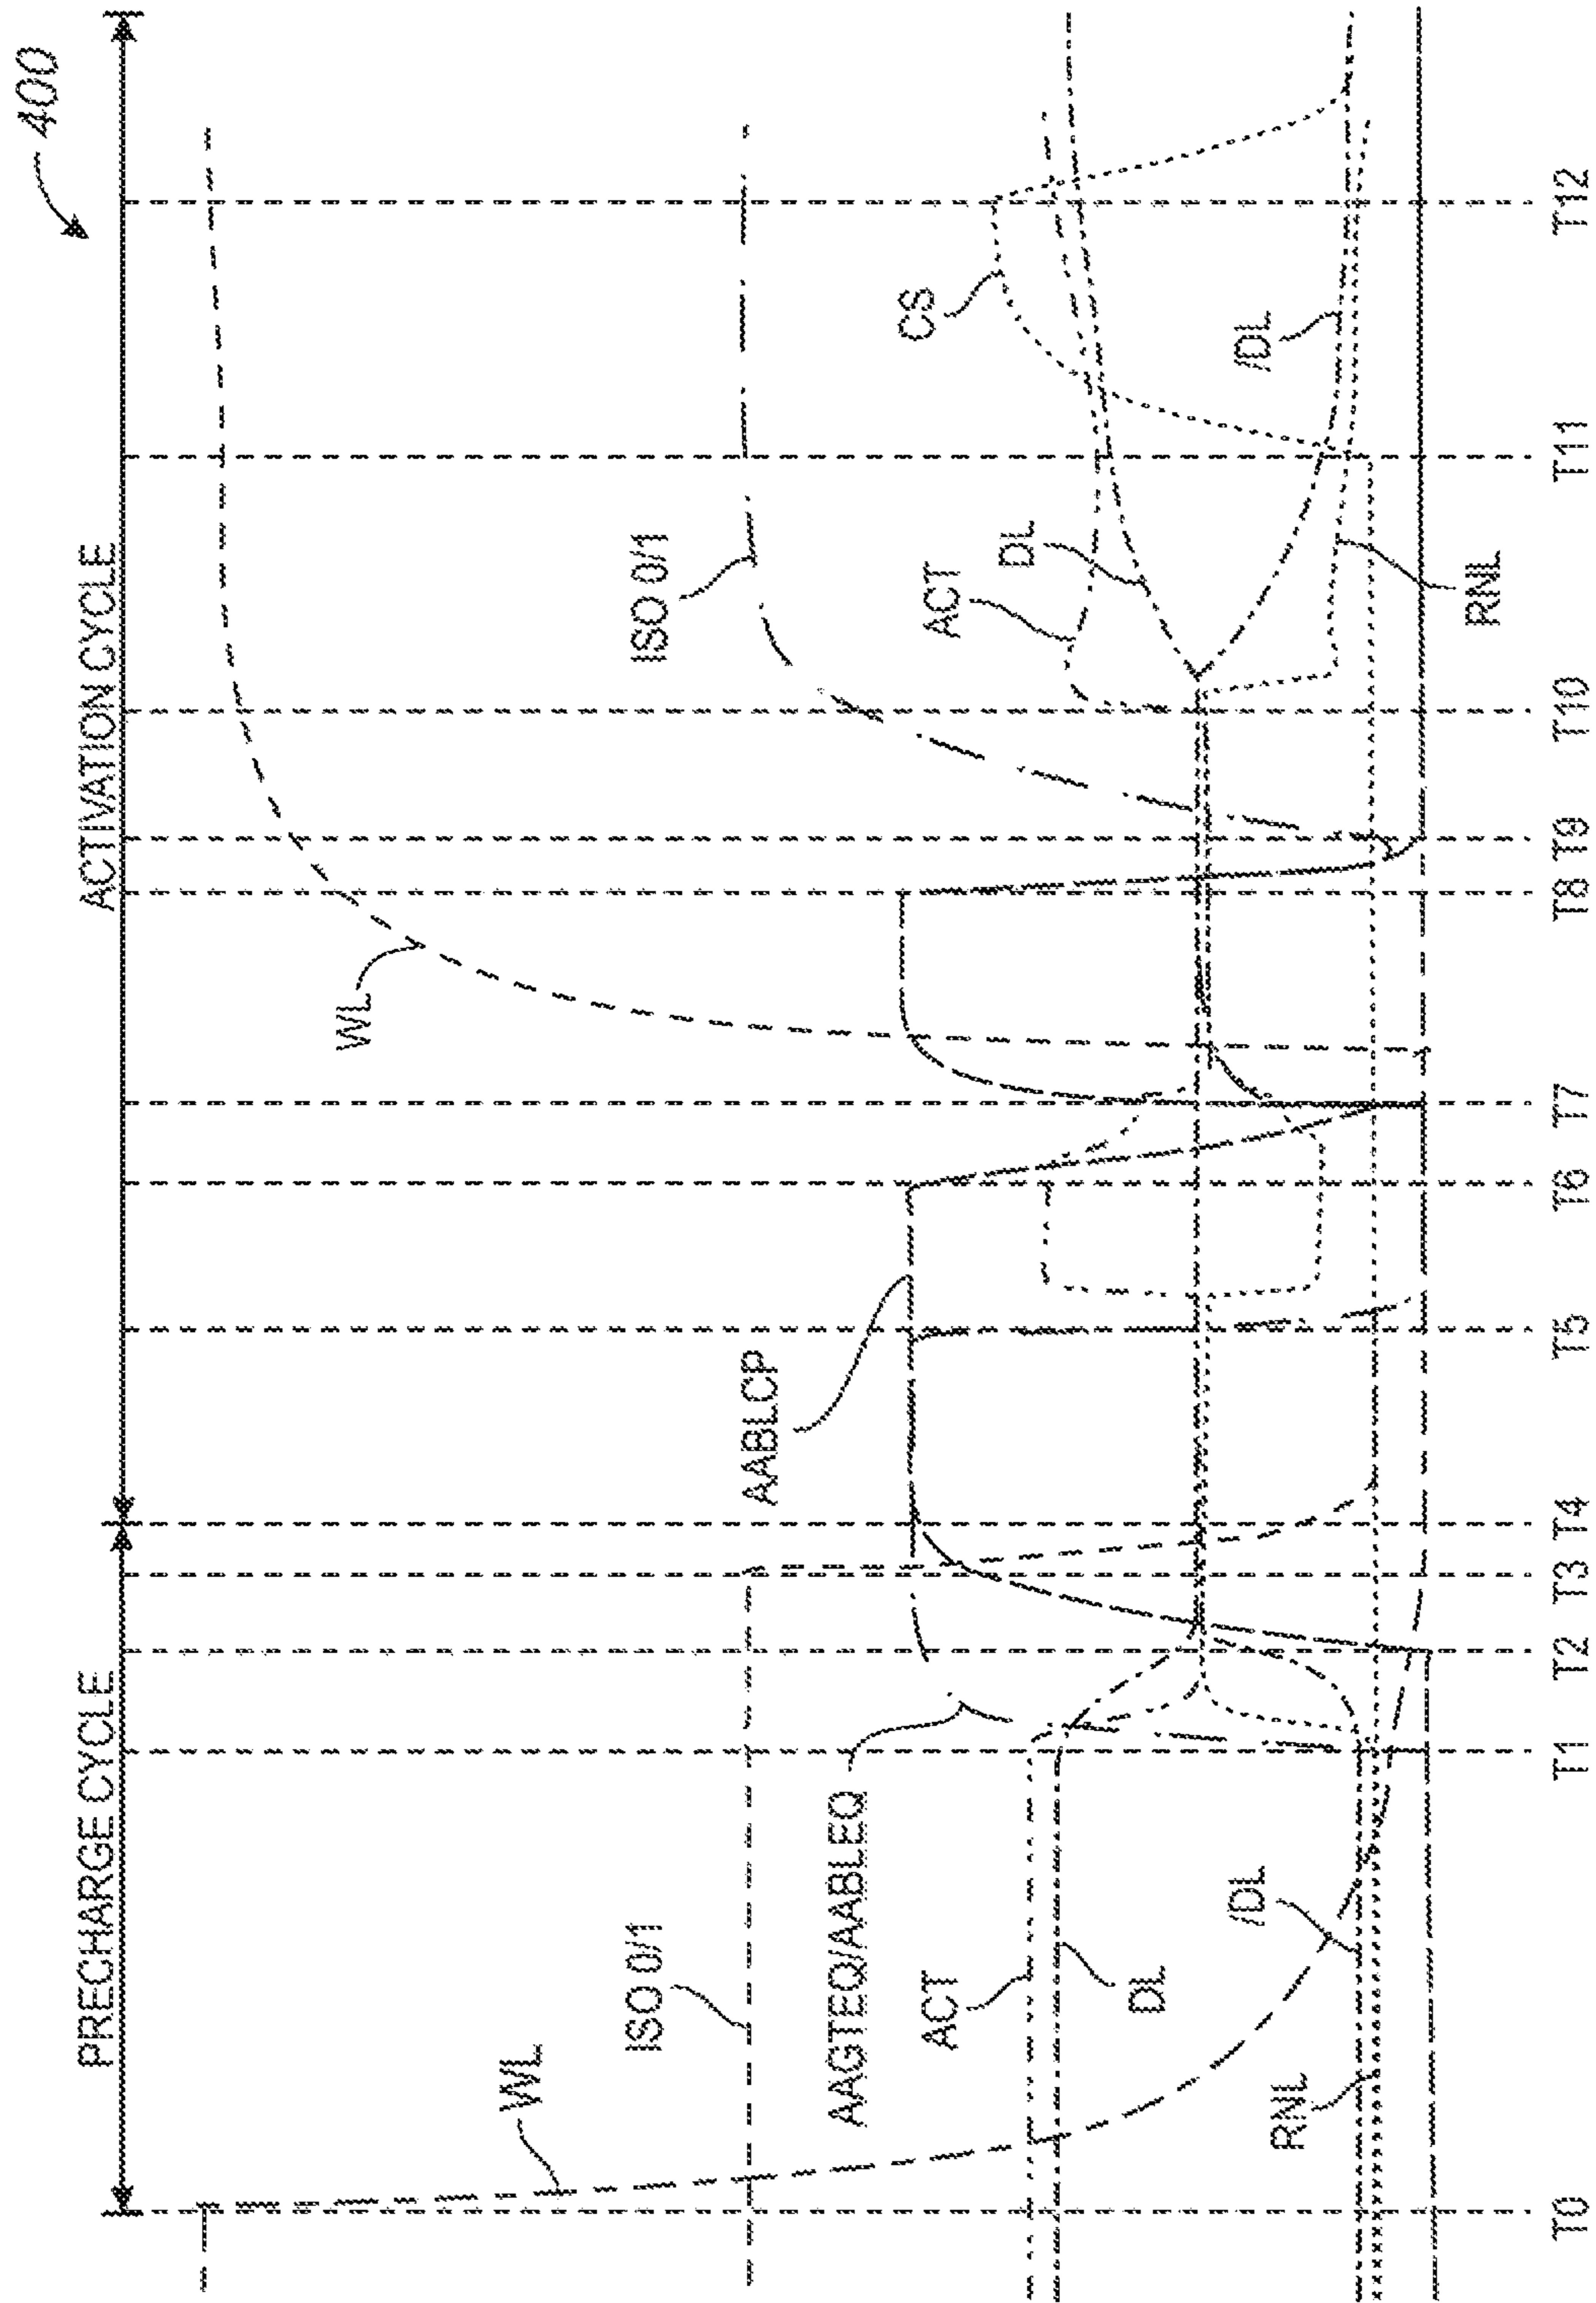 400
PRECHARGE CYCLE
ACTIVATION CYCLE
WL
WL
ISO 0/1
ISO 0/1
AAGTEQ/AABLEQ
AABLCP
CS
ACT
DL
ACT
DL
/DL
RNL
/DL
RNL
T0 T1 T2 T3 T4 T5 T6 T7 T8 T9 T10 T11 T12